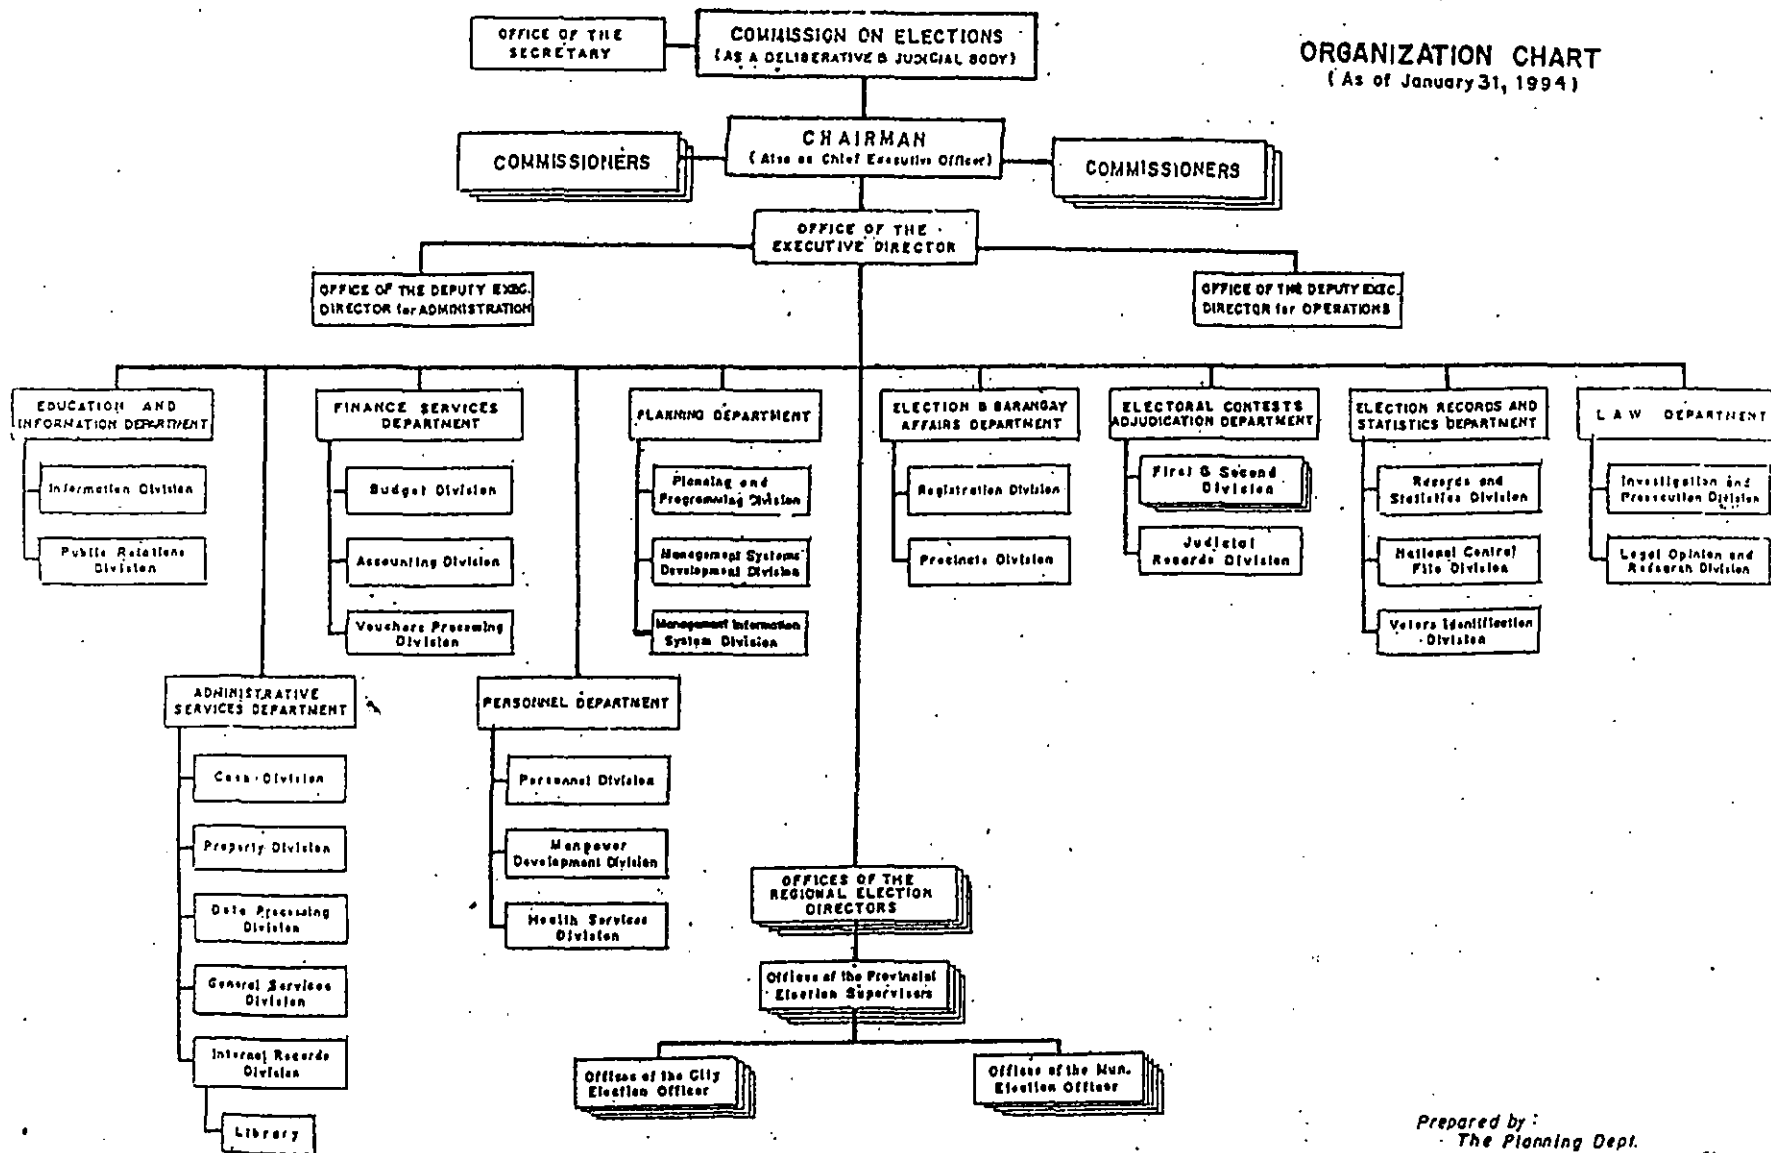 OFFICE OF THE
SECRETARY
COMMISSION ON ELECTIONS
(AS A DELIBERATIVE & JUDICIAL BODY)
ORGANIZATION CHART
(As of January 31, 1994)
COMMISSIONERS
CHAIRMAN
(Also as Chief Executive Officer)
COMMISSIONERS
OFFICE OF THE
EXECUTIVE DIRECTOR
OFFICE OF THE DEPUTY EXEC.
DIRECTOR for ADMINISTRATION
OFFICE OF THE DEPUTY EXEC.
DIRECTOR for OPERATIONS
EDUCATION AND
INFORMATION DEPARTMENT
Information Division
Public Relations
Division
FINANCE SERVICES
DEPARTMENT
Budget Division
Accounting Division
Vouchers Processing
Division
PLANNING DEPARTMENT
Planning and
Programming Division
Management Systems
Development Division
Management Information
System Division
ELECTION & BARANGAY
AFFAIRS DEPARTMENT
Registration Division
Precincts Division
ELECTORAL CONTESTS
ADJUDICATION DEPARTMENT
First & Second
Division
Judicial
Records Division
ELECTION RECORDS AND
STATISTICS DEPARTMENT
Records and
Statistics Division
National Central
File Division
Voters Identification
Division
LAW DEPARTMENT
Investigation and
Prosecution Division
Legal Opinion and
Research Division
ADMINISTRATIVE
SERVICES DEPARTMENT
Cash Division
Property Division
Data Processing
Division
General Services
Division
Internal Records
Division
Library
PERSONNEL DEPARTMENT
Personnel Division
Manpower
Development Division
Health Services
Division
OFFICES OF THE
REGIONAL ELECTION
DIRECTORS
Offices of the Provincial
Election Supervisors
Offices of the City
Election Officer
Offices of the Mun.
Election Officer
Prepared by:
The Planning Dept.